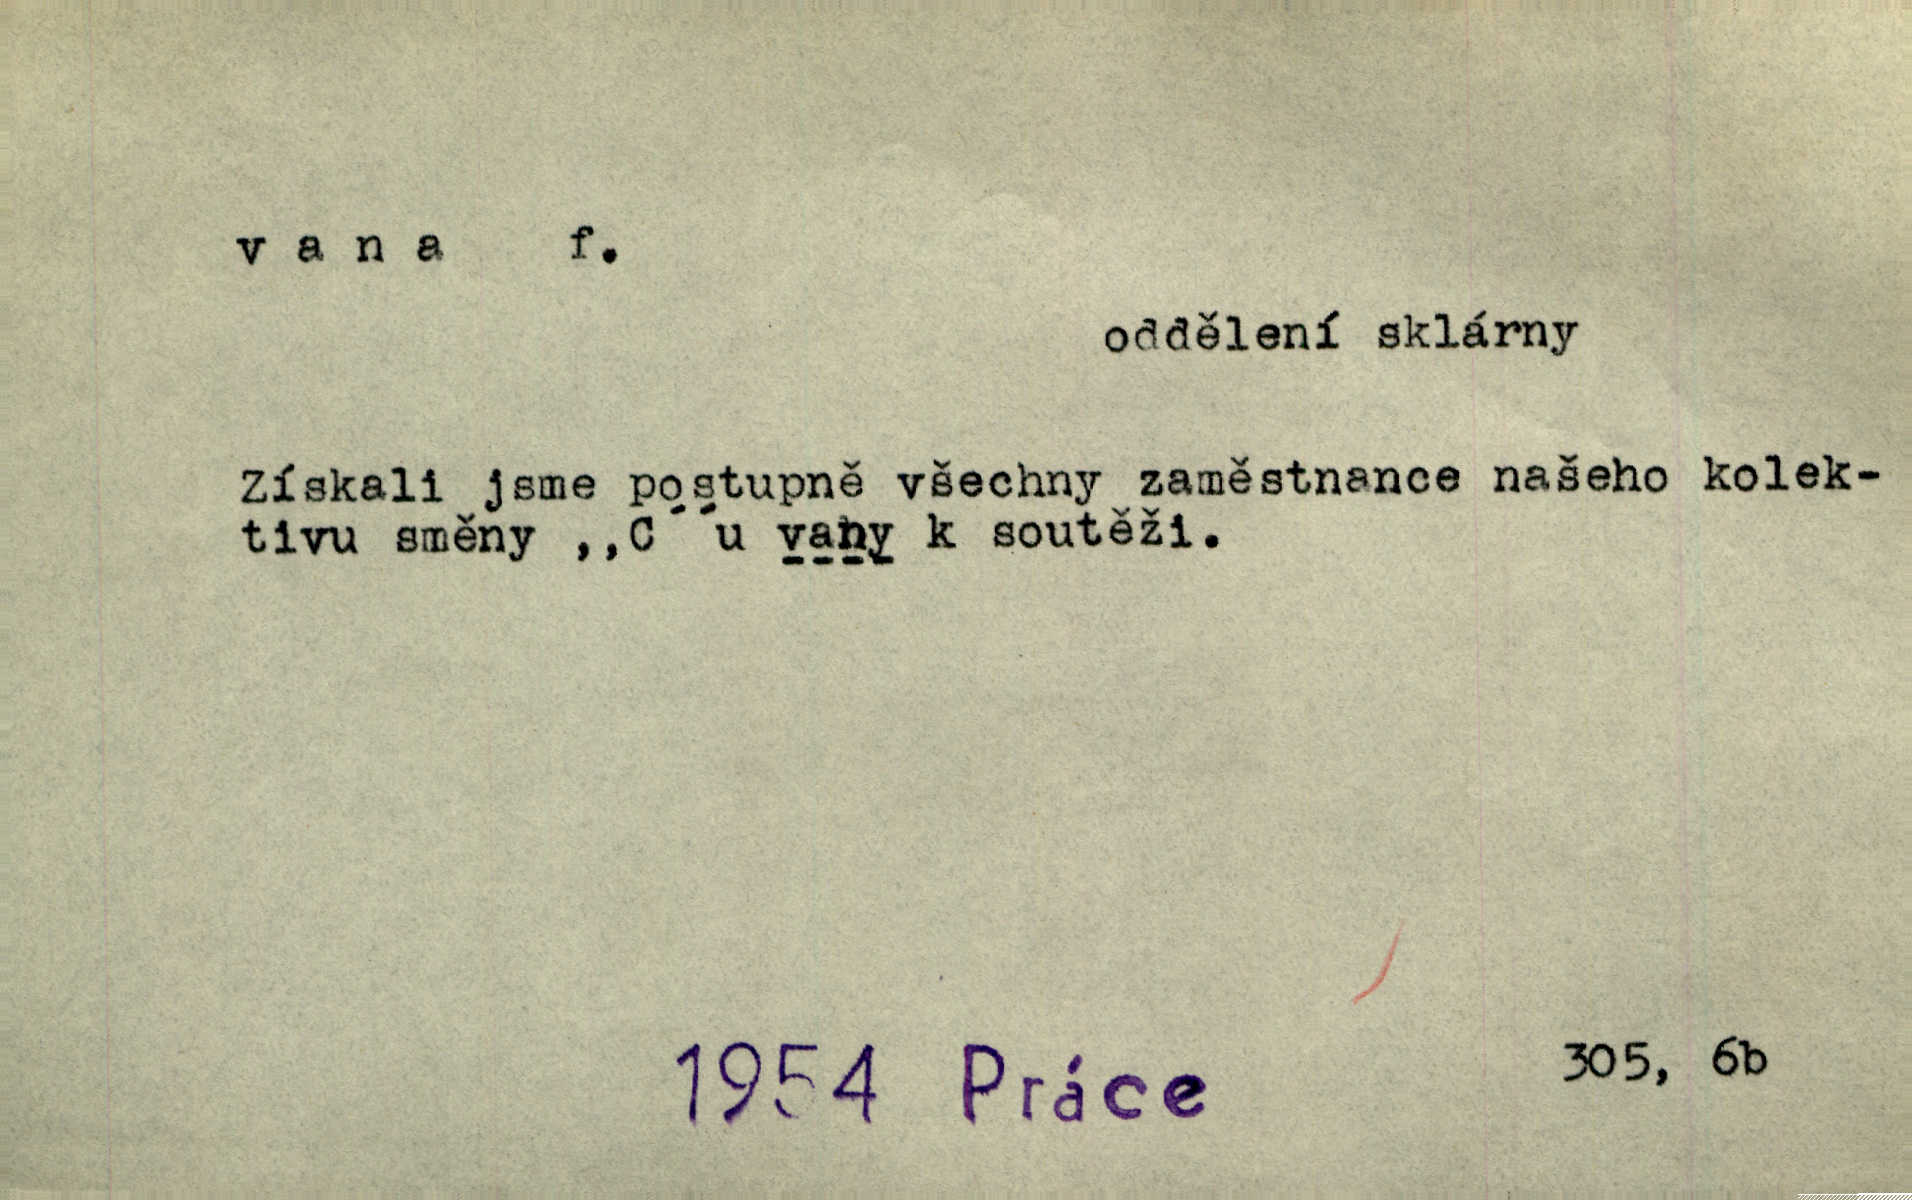 v a n a f.
oddělení sklárny
Získali jsme postupně všechny zaměstnance našeho kolek-
tivu směny ,,C´´u vany k soutěži.
1954 Práce
305, 6b